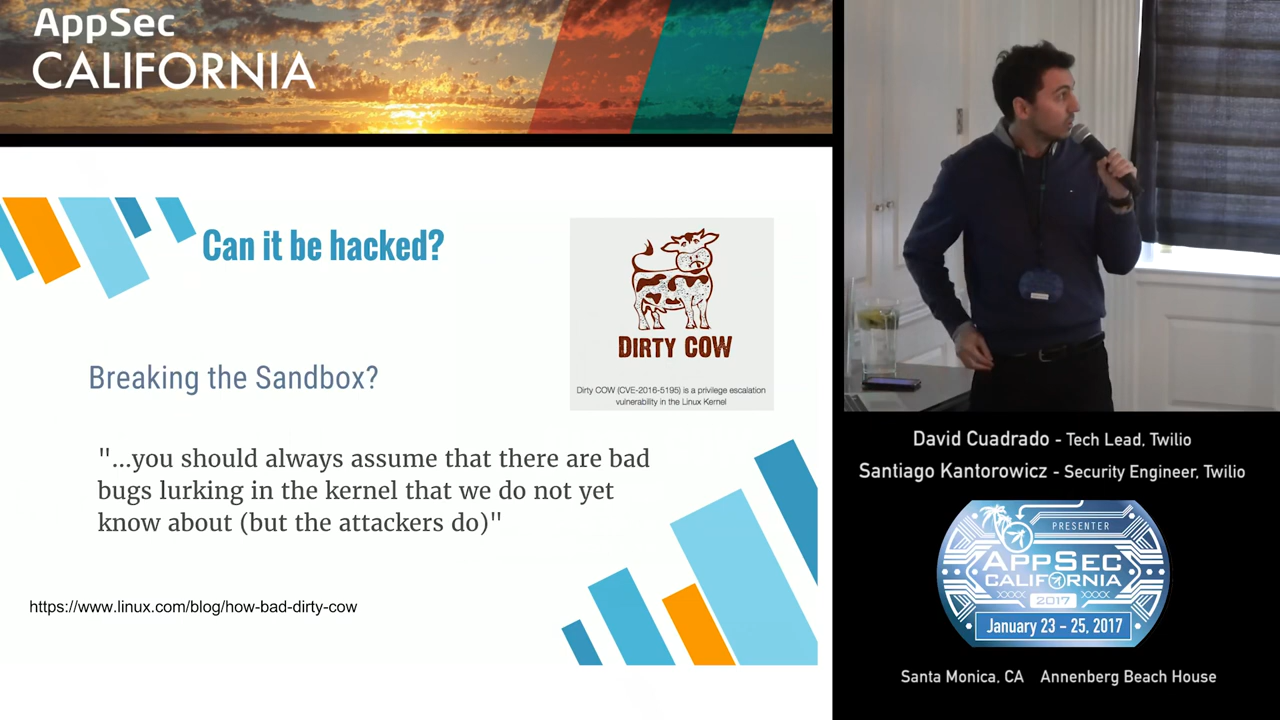 AppSec
CALIFORNIA
Can it be hacked?
DIRTY COW
Dirty COW (CVE-2016-5195) is a privilege escalation
vulnerability in the Linux Kernel
Breaking the Sandbox?
"...you should always assume that there are bad
bugs lurking in the kernel that we do not yet
know about (but the attackers do)"
https://www.linux.com/blog/how-bad-dirty-cow
David Cuadrado - Tech Lead, Twilio
Santiago Kantorowicz - Security Engineer, Twilio
PRESENTER
APPSEC
CALIFORNIA
2017
January 23 - 25, 2017
Santa Monica, CA Annenberg Beach House